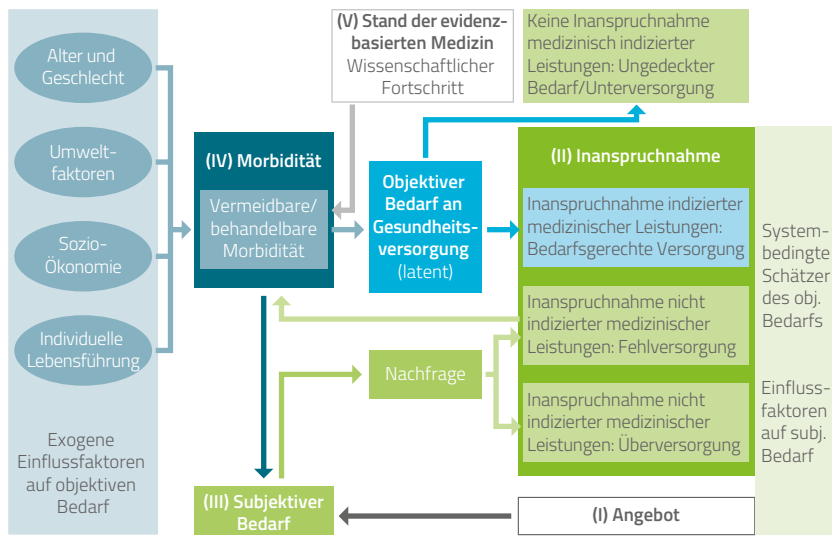 Alter und
Geschlecht
Umwelt-
faktoren
Sozio-
Ökonomie
Individuelle
Lebensführung
Exogene
Einflussfaktoren
auf objektiven
Bedarf
(V) Stand der evidenz-
basierten Medizin
Wissenschaftlicher
Fortschritt
Keine Inanspruchnahme
medizinisch indizierter
Leistungen: Ungedeckter
Bedarf/Unterversorgung
(IV) Morbidität
Vermeidbare/
behandelbare
Morbidität
Objektiver
Bedarf an
Gesundheits-
versorgung
(latent)
(II) Inanspruchnahme
Inanspruchnahme indizierter
medizinischer Leistungen:
Bedarfsgerechte Versorgung
Inanspruchnahme nicht
indizierter medizinischer
Leistungen: Fehlversorgung
Inanspruchnahme nicht
indizierter medizinischer
Leistungen: Überversorgung
System-
bedingte
Schätzer
des obj.
Bedarfs
Einfluss-
faktoren
auf subj.
Bedarf
Nachfrage
(III) Subjektiver
Bedarf
(I) Angebot